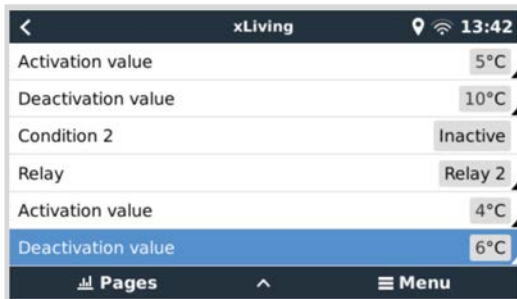 xLiving 13:42
Activation value 5°C
Deactivation value 10°C
Condition 2 Inactive
Relay Relay 2
Activation value 4°C
Deactivation value 6°C
Pages Menu